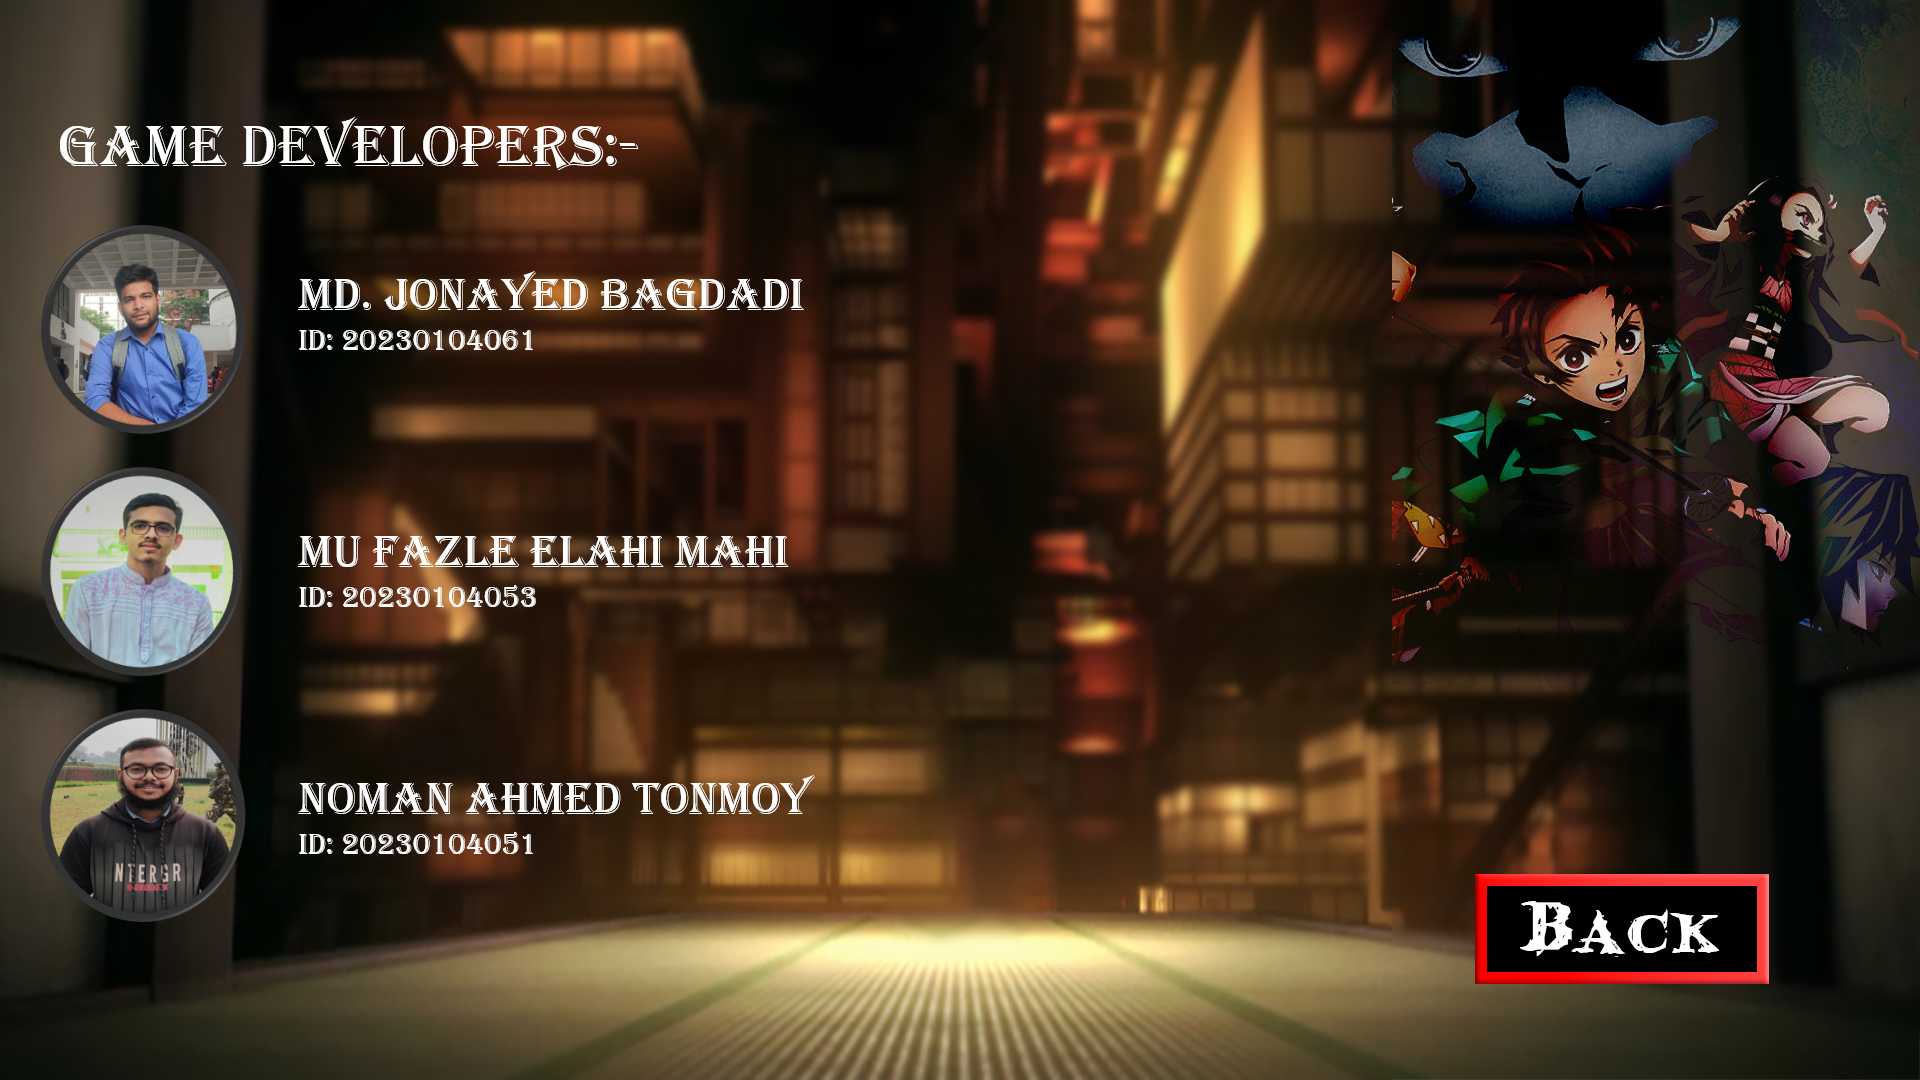 GAME DEVELOPERS:-
MD. JONAYED BAGDADI
ID: 20230104061
MU FAZLE ELAHI MAHI
ID: 20230104053
NOMAN AHMED TONMOY
ID: 20230104051
NTERGR
BACK